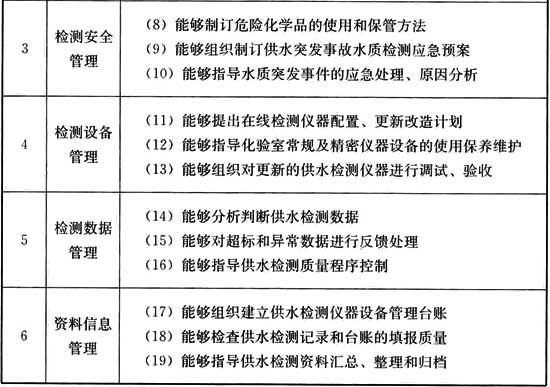 3
检测安全
管理
（8）能够制订危险化学品的使用和保管方法
（9）能够组织制订供水突发事故水质检测应急预案
（10）能够指导水质突发事件的应急处理、原因分析
4
检测设备
管理
（11）能够提出在线检测仪器配置、更新改造计划
（12）能够指导化验室常规及精密仪器设备的使用保养维护
（13）能够组织对更新的供水检测仪器进行调试、验收
5
检测数据
管理
（14）能够分析判断供水检测数据
（15）能够对超标和异常数据进行反馈处理
（16）能够指导供水检测质量程序控制
6
资料信息
管理
（17）能够组织建立供水检测仪器设备管理台账
（18）能够检查供水检测记录和台账的填报质量
（19）能够指导供水检测资料汇总、整理和归档